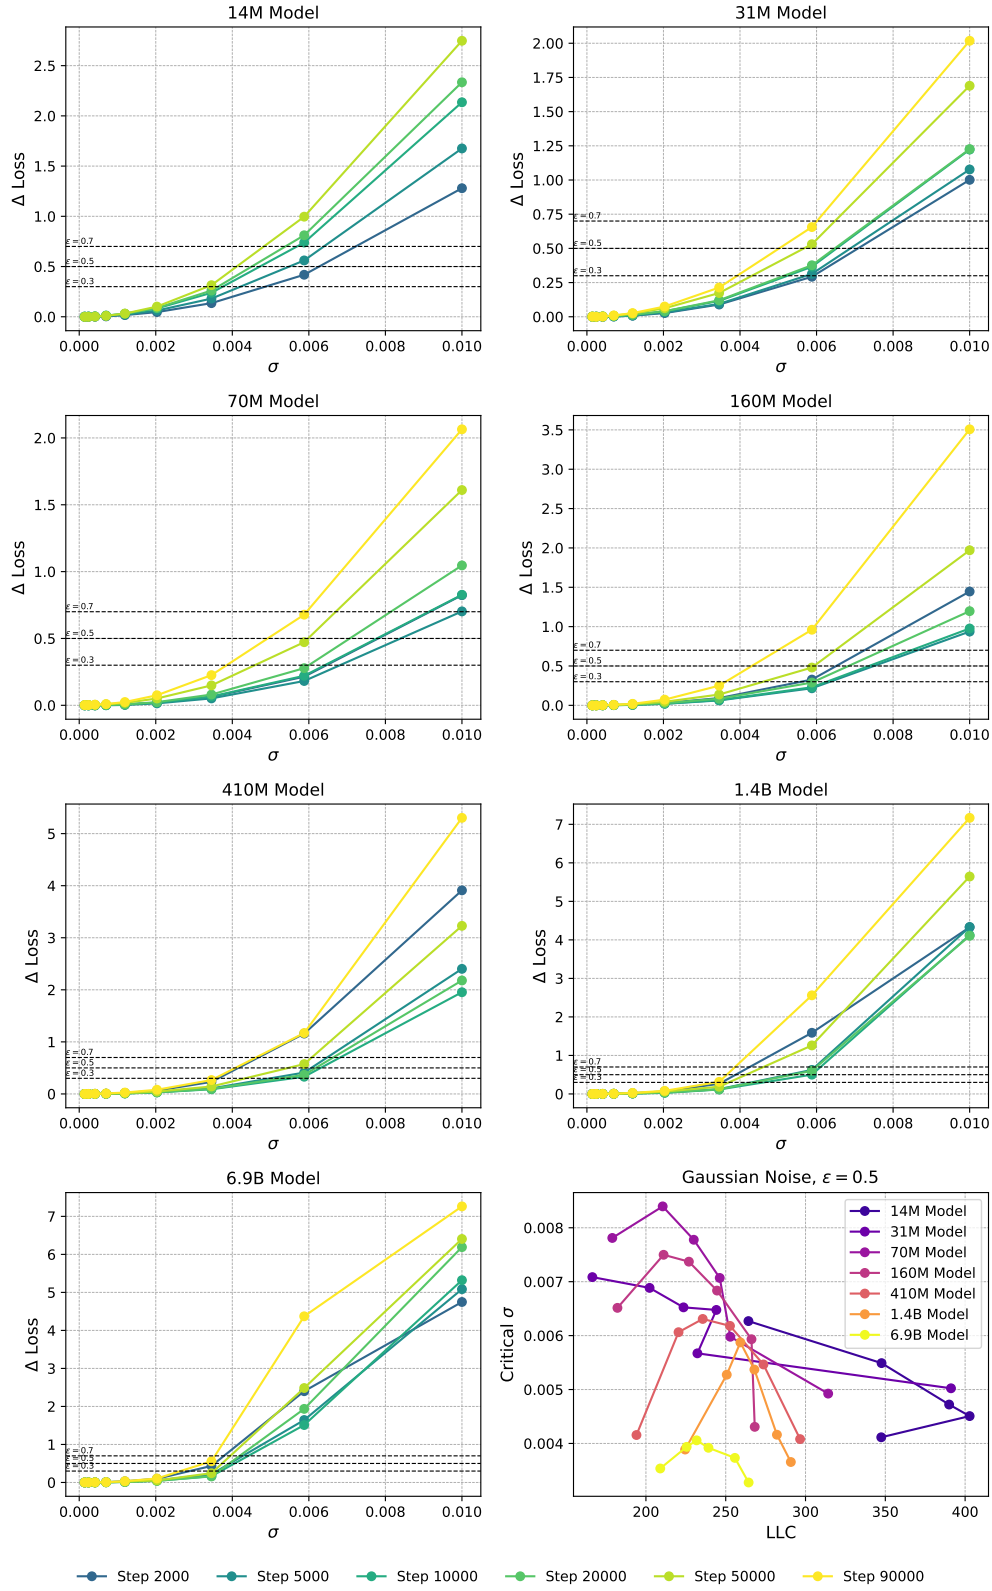 14M Model
31M Model
Δ Loss
2.5
2.0
1.5
1.0
0.5
0.0
ε = 0.7
ε = 0.5
ε = 0.3
0.000 0.002 0.004 0.006 0.008 0.010
σ
Δ Loss
2.00
1.75
1.50
1.25
1.00
0.75
0.50
0.25
0.00
ε = 0.7
ε = 0.5
ε = 0.3
0.000 0.002 0.004 0.006 0.008 0.010
σ
70M Model
160M Model
Δ Loss
2.0
1.5
1.0
0.5
0.0
ε = 0.7
ε = 0.5
ε = 0.3
0.000 0.002 0.004 0.006 0.008 0.010
σ
Δ Loss
3.5
3.0
2.5
2.0
1.5
1.0
0.5
0.0
ε = 0.7
ε = 0.5
ε = 0.3
0.000 0.002 0.004 0.006 0.008 0.010
σ
410M Model
1.4B Model
Δ Loss
5
4
3
2
1
0
ε = 0.7
ε = 0.5
ε = 0.3
0.000 0.002 0.004 0.006 0.008 0.010
σ
Δ Loss
7
6
5
4
3
2
1
0
ε = 0.7
ε = 0.5
ε = 0.3
0.000 0.002 0.004 0.006 0.008 0.010
σ
6.9B Model
Gaussian Noise, ε = 0.5
Δ Loss
7
6
5
4
3
2
1
0
ε = 0.7
ε = 0.5
ε = 0.3
0.000 0.002 0.004 0.006 0.008 0.010
σ
Critical σ
0.008
0.007
0.006
0.005
0.004
14M Model
31M Model
70M Model
160M Model
410M Model
1.4B Model
6.9B Model
200 250 300 350 400
LLC
Step 2000 Step 5000 Step 10000 Step 20000 Step 50000 Step 90000